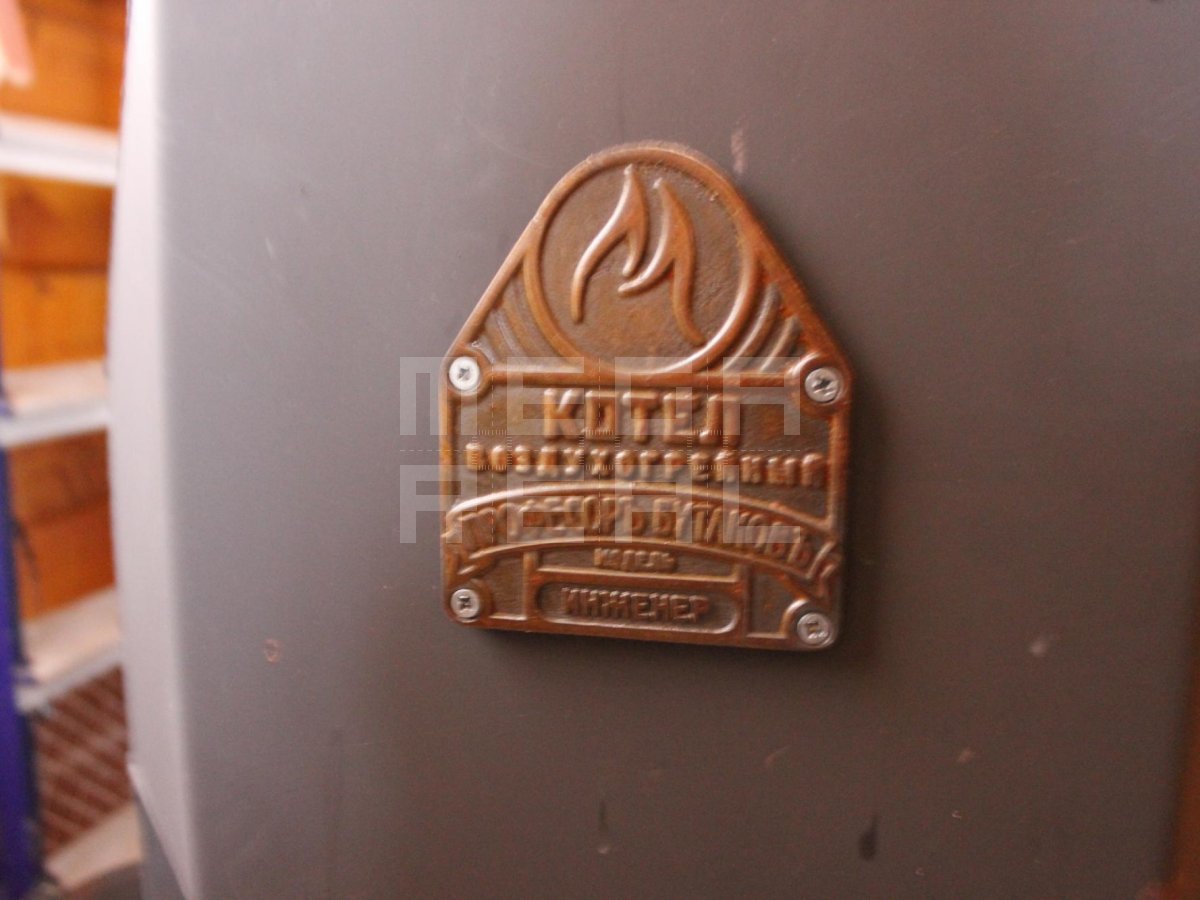 КОТЕЛ
ВОЗДУХОГРЕЙНЫЙ
ПРОФЕССОРЪ БУТАКОВЪ
МОДЕЛЬ
ИНЖЕНЕР